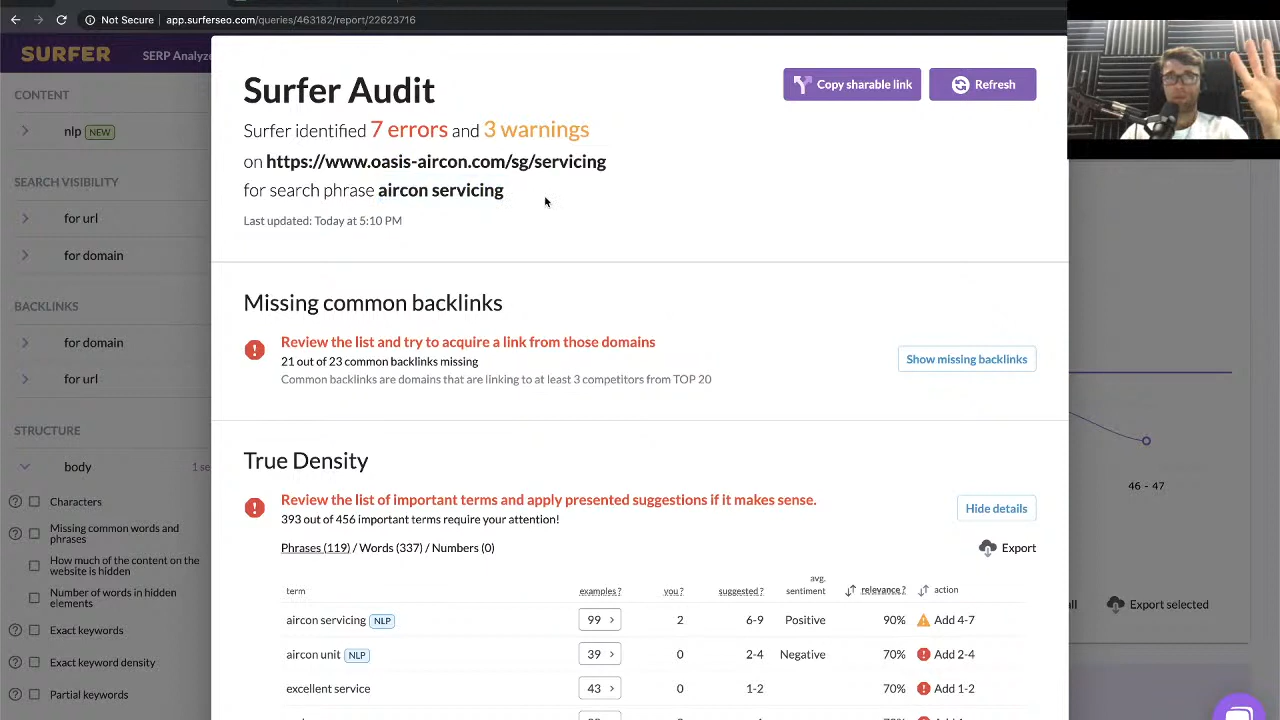 Not Secure | app.surferseo.com/queries/463182/report/22623716
SURFER
SERP Analyze
CONTENT
nlp NEW
SEARCH VISIBILITY
for url
for domain
BACKLINKS
for domain
for url
STRUCTURE
body
1 se
Characters
Missing common words and
phrases
How much of the content on
the website is hidden
Number of words in html
elements
Exact keywords
Exact keyword density
Partial keywords
Surfer Audit
Copy sharable link
Refresh
Surfer identified 7 errors and 3 warnings
on https://www.oasis-aircon.com/sg/servicing
for search phrase aircon servicing
Last updated: Today at 5:10 PM
Missing common backlinks
Review the list and try to acquire a link from those domains
21 out of 23 common backlinks missing
Common backlinks are domains that are linking to at least 3 competitors from TOP 20
Show missing backlinks
True Density
Review the list of important terms and apply presented suggestions if it makes sense.
393 out of 456 important terms require your attention!
Hide details
Phrases (119) / Words (337) / Numbers (0)
Export
term examples ? you ? suggested ? avg. sentiment relevance ? action
aircon servicing NLP 99 > 2 6-9 Positive 90% Add 4-7
aircon unit NLP 39 > 0 2-4 Negative 70% Add 2-4
excellent service 43 > 0 1-2 70% Add 1-2
46 - 47
Export selected